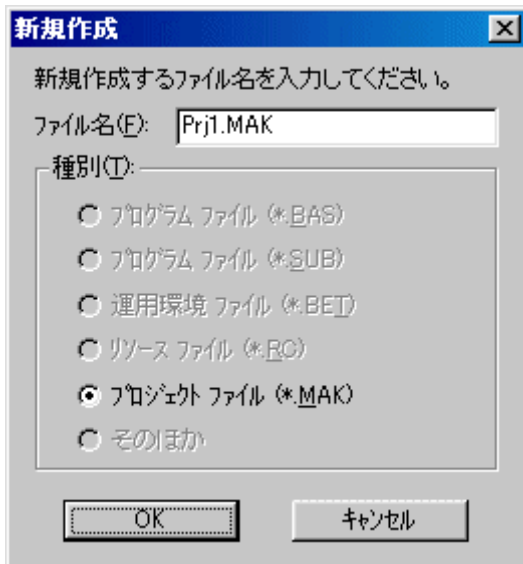 新規作成
新規作成するファイル名を入力してください。
ファイル名(F): Prj1.MAK
種別(T):
プログラム ファイル (*.BAS)
プログラム ファイル (*.SUB)
運用環境 ファイル (*.BET)
リソース ファイル (*.RC)
プロジェクト ファイル (*.MAK)
そのほか
OK キャンセル